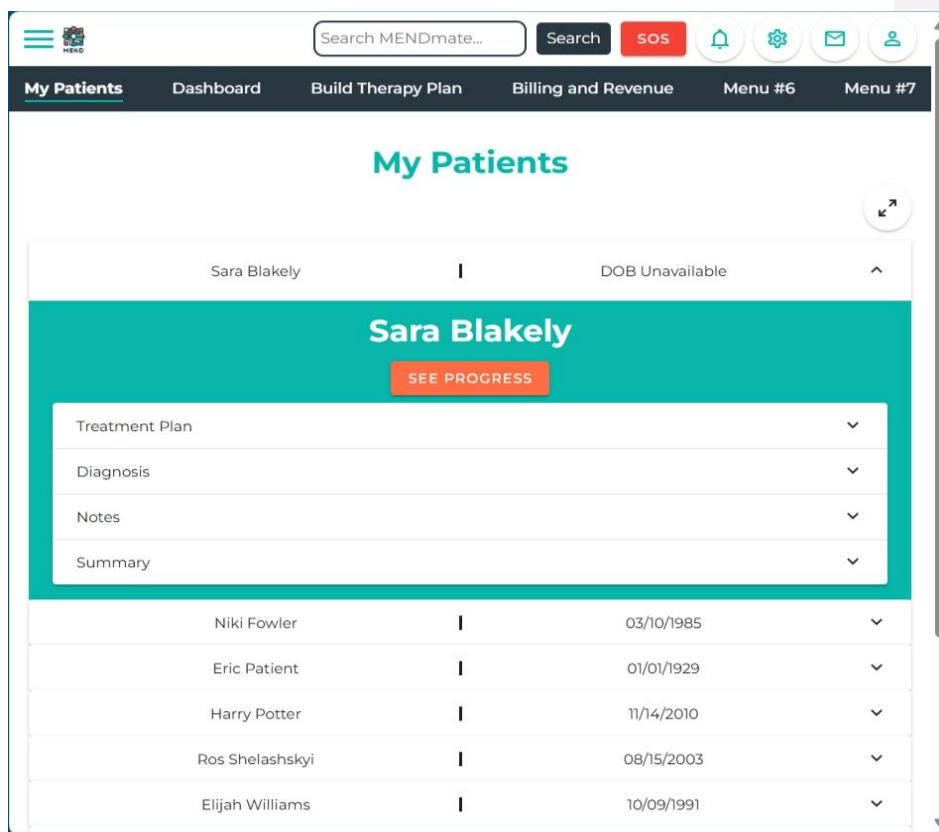 MEND
Search MENDmate... Search SOS
My Patients Dashboard Build Therapy Plan Billing and Revenue Menu #6 Menu #7
My Patients
Sara Blakely DOB Unavailable
Sara Blakely
SEE PROGRESS
Treatment Plan
Diagnosis
Notes
Summary
Niki Fowler 03/10/1985
Eric Patient 01/01/1929
Harry Potter 11/14/2010
Ros Shelashskyi 08/15/2003
Elijah Williams 10/09/1991